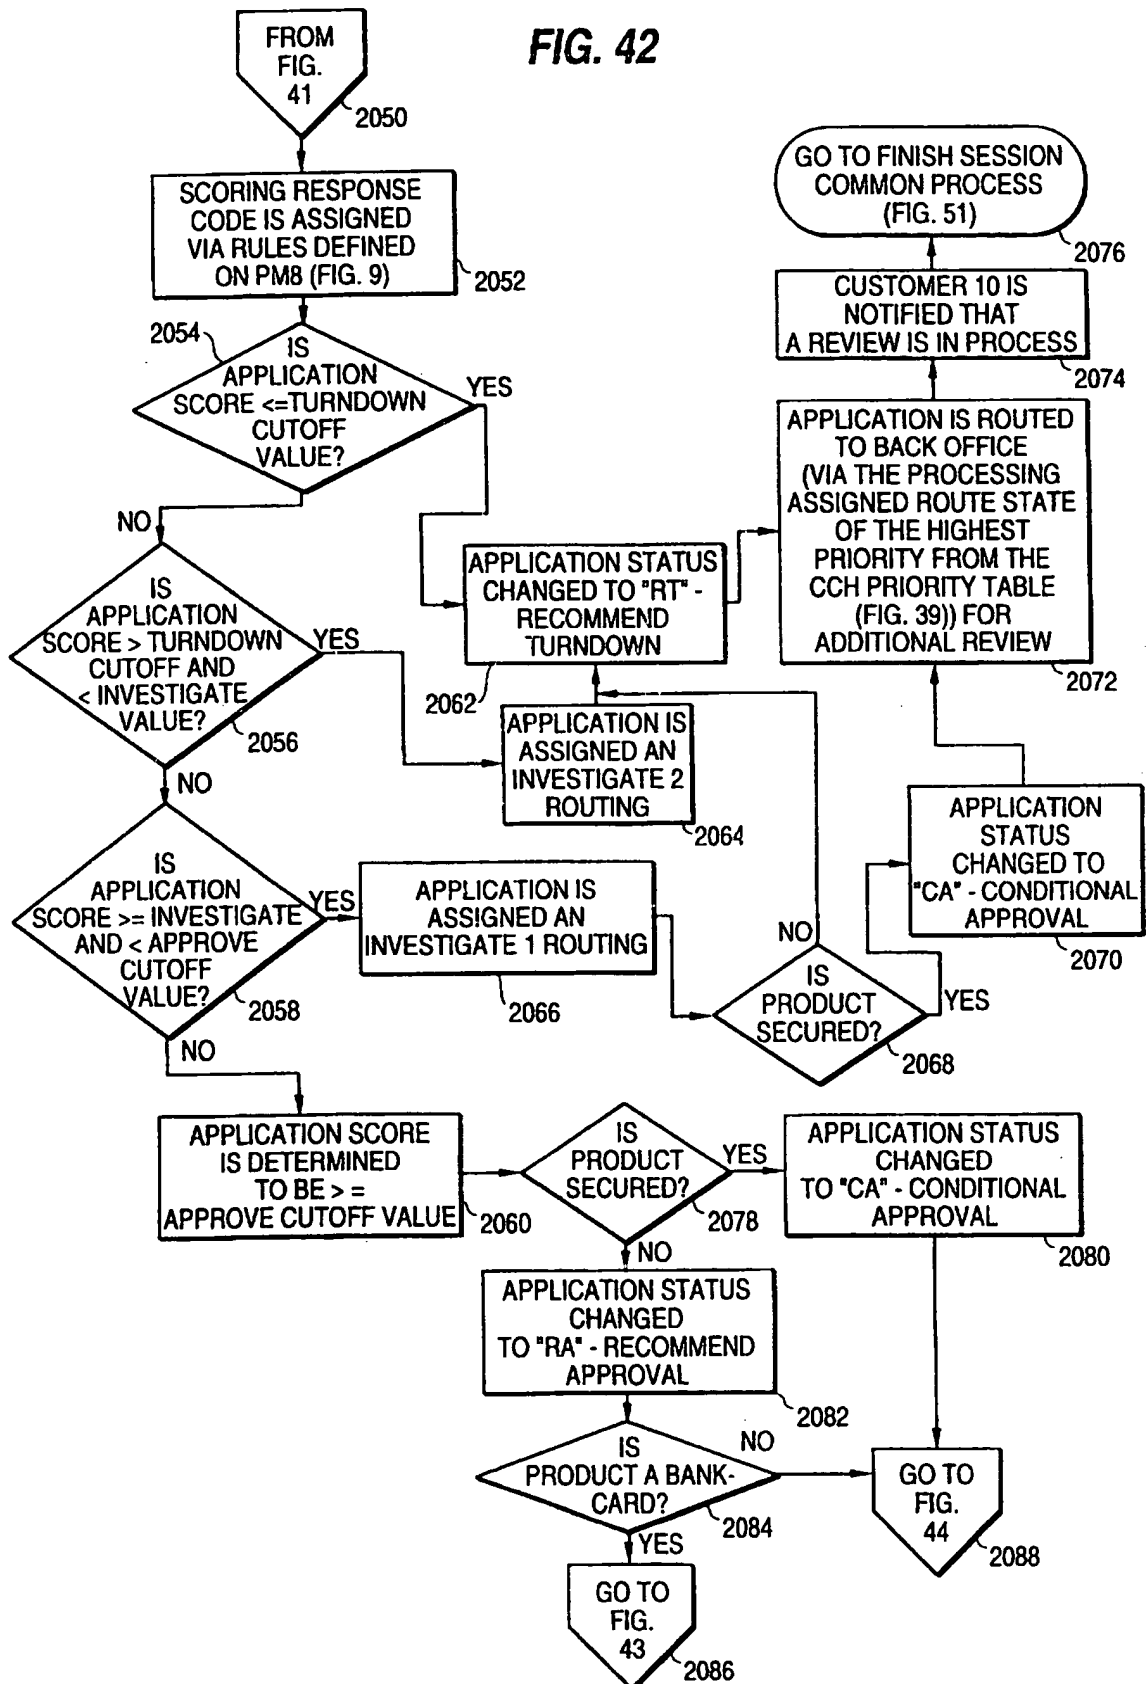 FIG. 42
FROM
FIG.
41
2050
SCORING RESPONSE
CODE IS ASSIGNED
VIA RULES DEFINED
ON PM8 (FIG. 9)
2052
2054
IS
APPLICATION
SCORE <=TURNDOWN
CUTOFF
VALUE?
YES
NO
IS
APPLICATION
SCORE > TURNDOWN
CUTOFF AND
< INVESTIGATE
VALUE?
2056
YES
NO
IS
APPLICATION
SCORE >= INVESTIGATE
AND < APPROVE
CUTOFF
VALUE?
2058
YES
NO
APPLICATION SCORE
IS DETERMINED
TO BE > =
APPROVE CUTOFF VALUE
2060
APPLICATION STATUS
CHANGED TO "RT" -
RECOMMEND
TURNDOWN
2062
APPLICATION IS
ASSIGNED AN
INVESTIGATE 2
ROUTING
2064
APPLICATION IS
ASSIGNED AN
INVESTIGATE 1 ROUTING
2066
IS
PRODUCT
SECURED?
2068
NO
YES
APPLICATION
STATUS
CHANGED TO
"CA" - CONDITIONAL
APPROVAL
2070
APPLICATION IS ROUTED
TO BACK OFFICE
(VIA THE PROCESSING
ASSIGNED ROUTE STATE
OF THE HIGHEST
PRIORITY FROM THE
CCH PRIORITY TABLE
(FIG. 39)) FOR
ADDITIONAL REVIEW
2072
CUSTOMER 10 IS
NOTIFIED THAT
A REVIEW IS IN PROCESS
2074
GO TO FINISH SESSION
COMMON PROCESS
(FIG. 51)
2076
IS
PRODUCT
SECURED?
2078
YES
NO
APPLICATION STATUS
CHANGED
TO "CA" - CONDITIONAL
APPROVAL
2080
APPLICATION STATUS
CHANGED
TO "RA" - RECOMMEND
APPROVAL
2082
IS
PRODUCT A BANK-
CARD?
2084
NO
YES
GO TO
FIG.
43
2086
GO TO
FIG.
44
2088